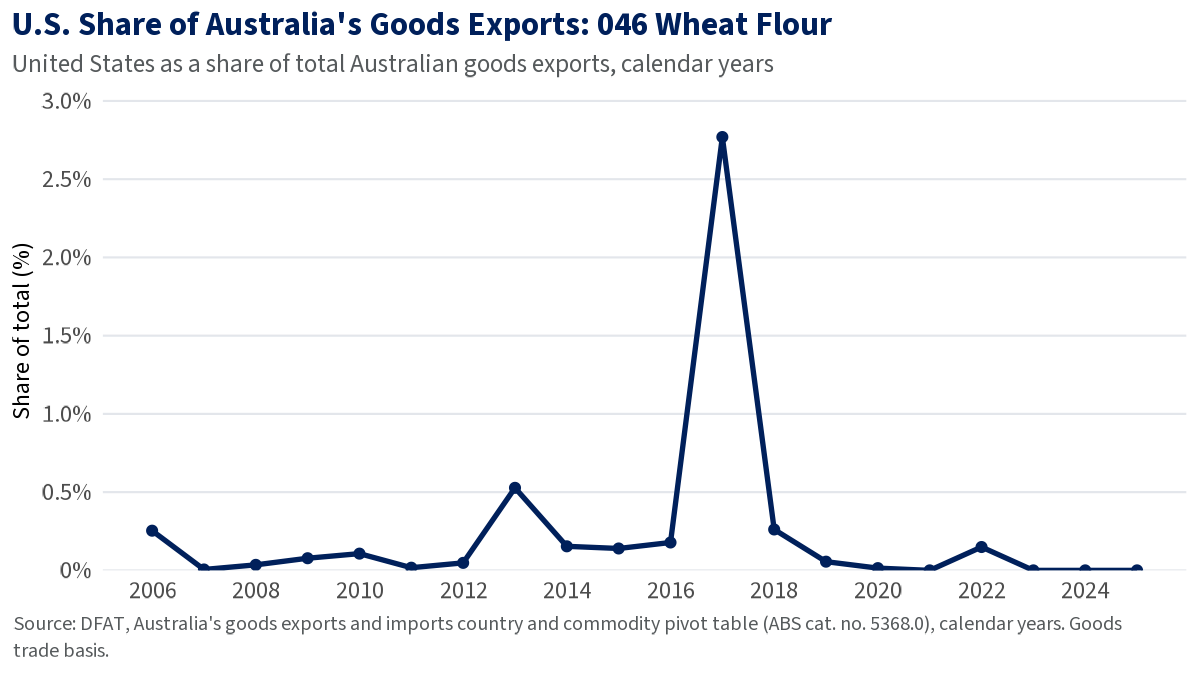 U.S. Share of Australia's Goods Exports: 046 Wheat Flour
United States as a share of total Australian goods exports, calendar years
3.0%
2.5%
2.0%
1.5%
1.0%
0.5%
0%
Share of total (%)
2006 2008 2010 2012 2014 2016 2018 2020 2022 2024
Source: DFAT, Australia's goods exports and imports country and commodity pivot table (ABS cat. no. 5368.0), calendar years. Goods
trade basis.